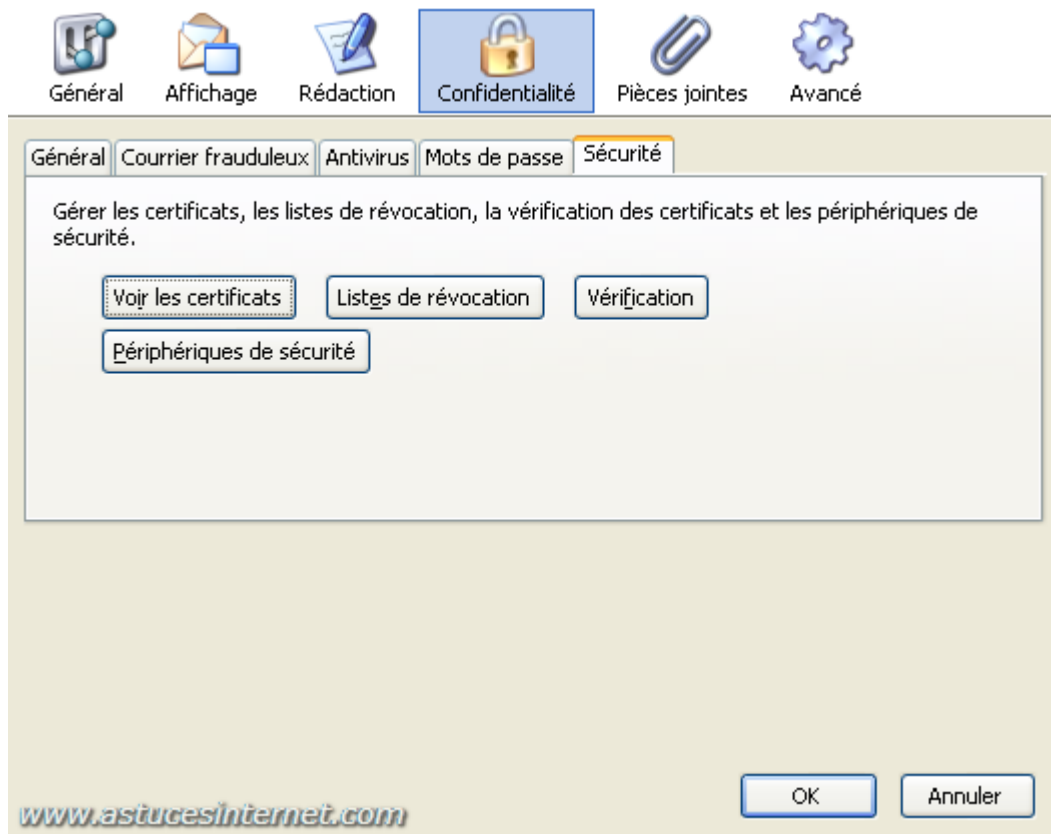 Général Affichage Rédaction Confidentialité Pièces jointes Avancé
Général Courrier frauduleux Antivirus Mots de passe Sécurité
Gérer les certificats, les listes de révocation, la vérification des certificats et les périphériques de
sécurité.
Voir les certificats Listes de révocation Vérification
Périphériques de sécurité
OK Annuler
www.astucesinternet.com